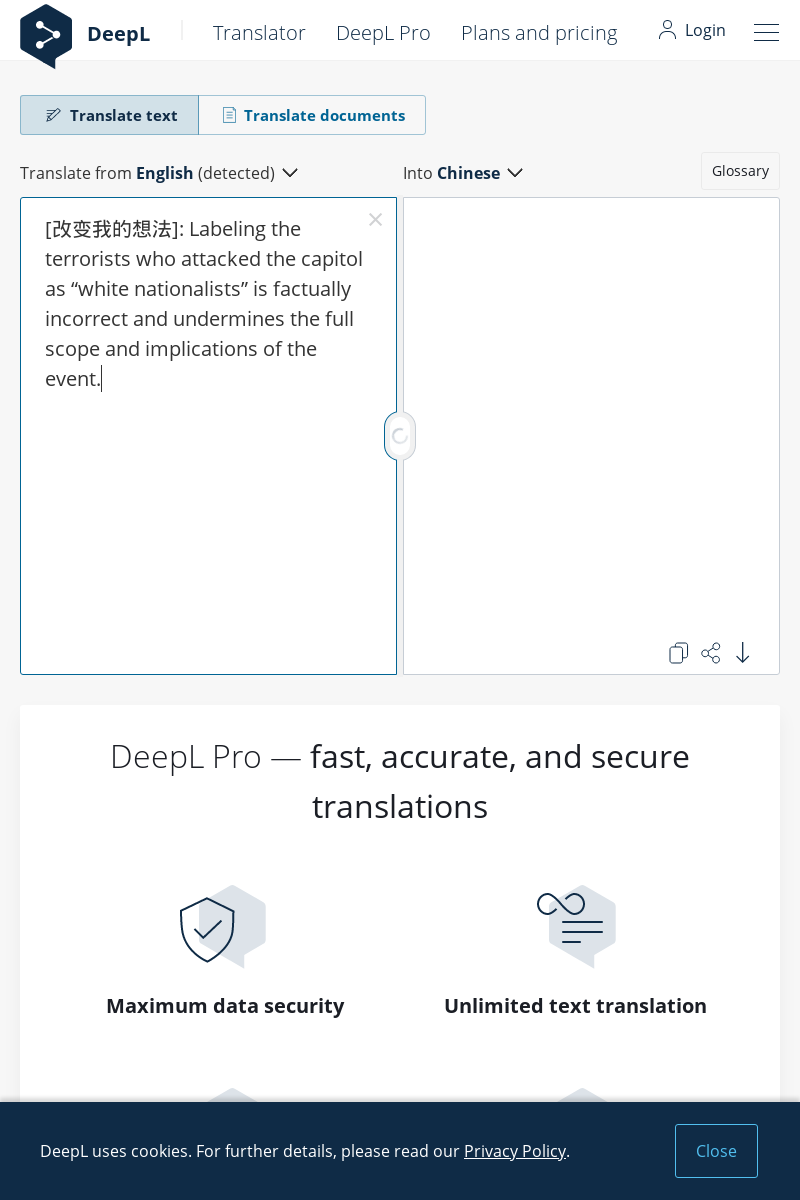 DeepL
Translator
DeepL Pro
Plans and pricing
Login
Translate text
Translate documents
Translate from English (detected)
Into Chinese
Glossary
[改变我的想法]: Labeling the
terrorists who attacked the capitol
as “white nationalists” is factually
incorrect and undermines the full
scope and implications of the
event.
DeepL Pro — fast, accurate, and secure
translations
Maximum data security
Unlimited text translation
DeepL uses cookies. For further details, please read our Privacy Policy.
Close